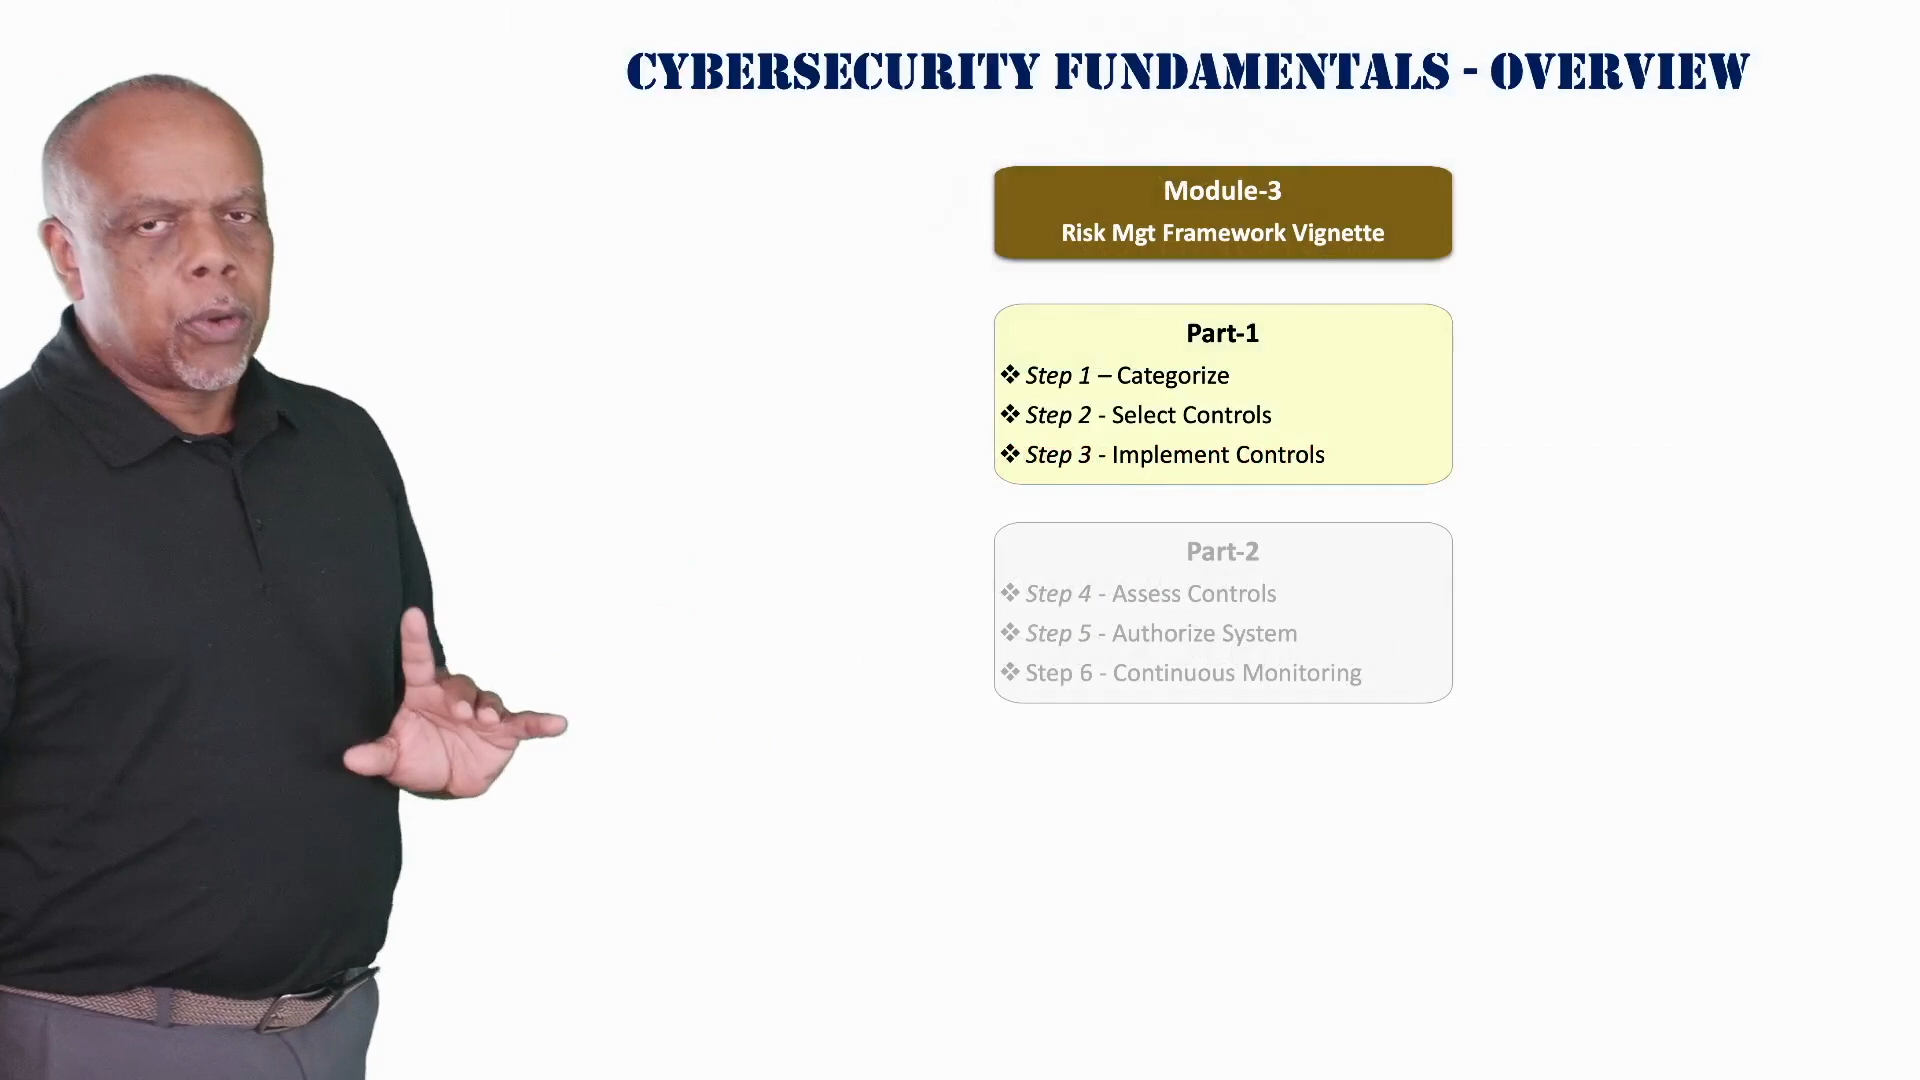 CYBERSECURITY FUNDAMENTALS - OVERVIEW
Module-3
Risk Mgt Framework Vignette
Part-1
❖ Step 1 – Categorize
❖ Step 2 - Select Controls
❖ Step 3 - Implement Controls
Part-2
❖ Step 4 - Assess Controls
❖ Step 5 - Authorize System
❖ Step 6 - Continuous Monitoring